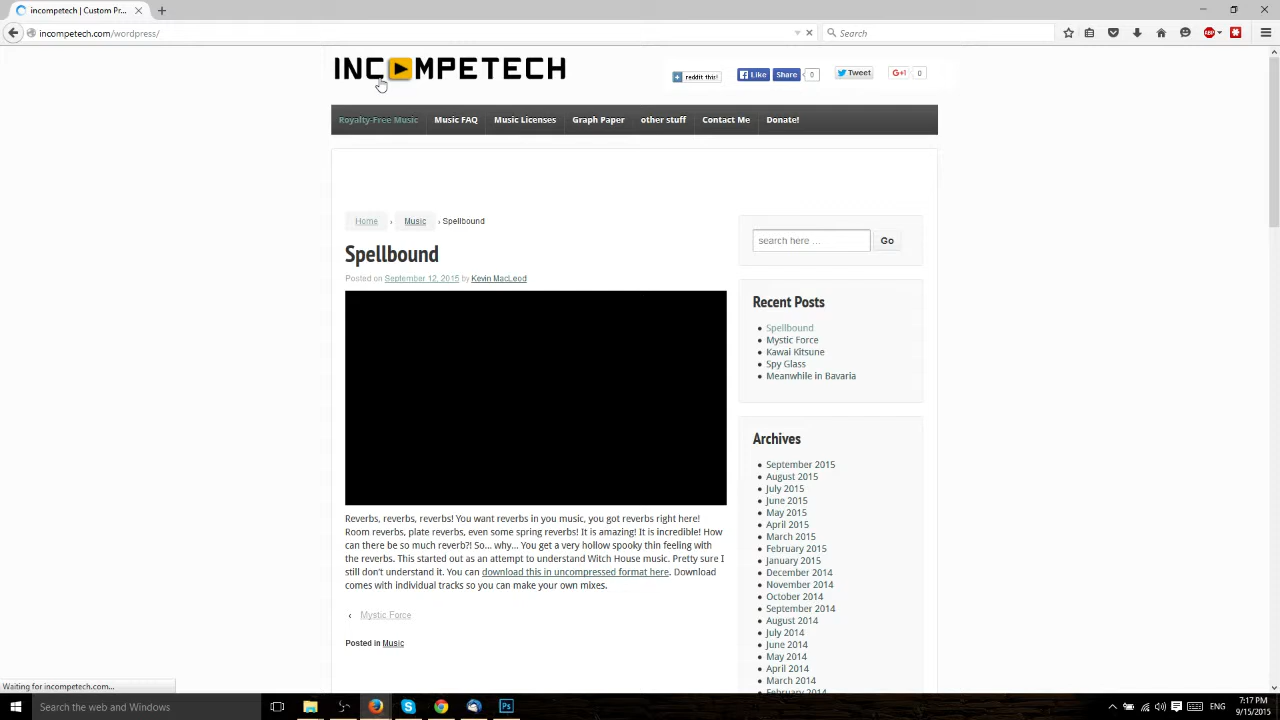 incompetech | Custom Pr...
incompetech.com/wordpress/
Search
INCOMPETECH
reddit this!
Like
Share
0
Tweet
G+1
0
Royalty-Free Music
Music FAQ
Music Licenses
Graph Paper
other stuff
Contact Me
Donate!
Home › Music › Spellbound
Spellbound
Posted on September 12, 2015 by Kevin MacLeod
Reverbs, reverbs, reverbs! You want reverbs in you music, you got reverbs right here!
Room reverbs, plate reverbs, even some spring reverbs! It is amazing! It is incredible! How
can there be so much reverb?! So... why... You get a very hollow spooky thin feeling with
the reverbs. This started out as an attempt to understand Witch House music. Pretty sure I
still don't understand it. You can download this in uncompressed format here. Download
comes with individual tracks so you can make your own mixes.
‹ Mystic Force
Posted in Music
search here ...
Go
Recent Posts
Spellbound
Mystic Force
Kawai Kitsune
Spy Glass
Meanwhile in Bavaria
Archives
September 2015
August 2015
July 2015
June 2015
May 2015
April 2015
March 2015
February 2015
January 2015
December 2014
November 2014
October 2014
September 2014
August 2014
July 2014
June 2014
May 2014
April 2014
March 2014
February 2014
Waiting for incompetech.com...
Search the web and Windows
ENG
7:17 PM
9/15/2015